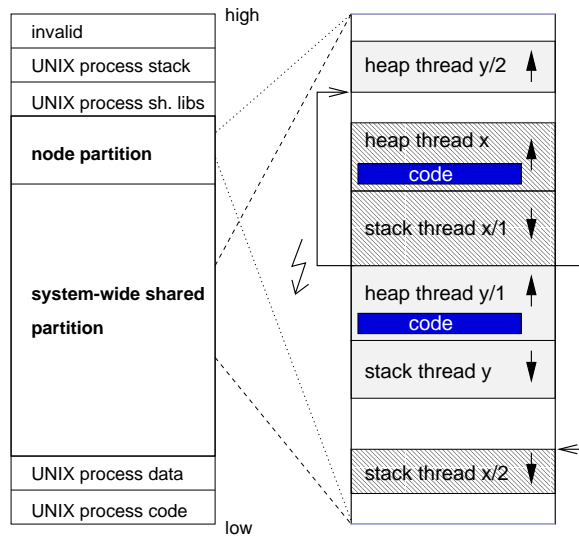 high
invalid
UNIX process stack
UNIX process sh. libs
node partition
system-wide shared
partition
UNIX process data
UNIX process code
low
heap thread y/2
heap thread x
code
stack thread x/1
heap thread y/1
code
stack thread y
stack thread x/2